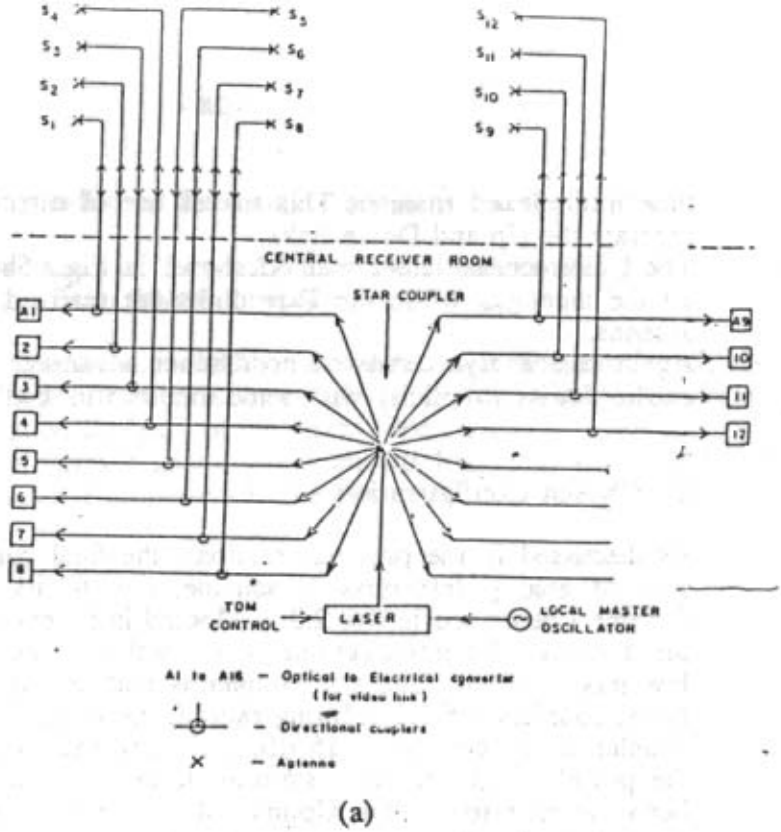 S4
S5
S12
S3
S6
S11
S2
S7
S10
S1
S8
S9
CENTRAL RECEIVER ROOM
STAR COUPLER
A1
A9
2
10
3
11
4
12
5
6
7
8
TDM CONTROL
LASER
LOCAL MASTER OSCILLATOR
A1 to A16 – Optical to Electrical converter
(for video link)
– Directional couplers
– Antenna
(a)